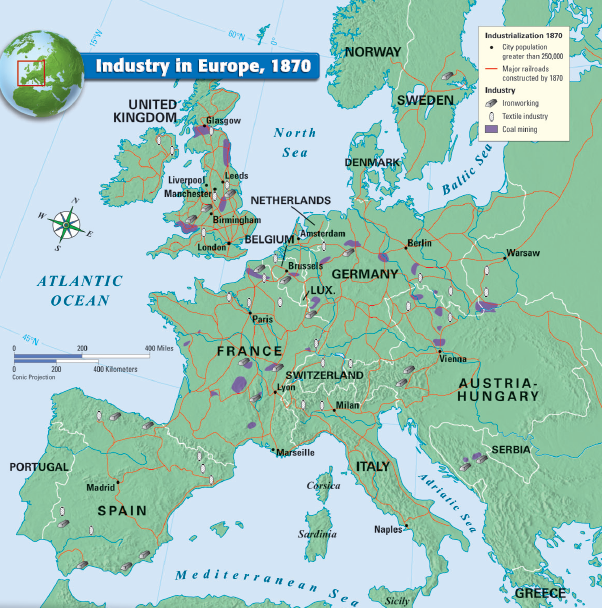 Industry in Europe, 1870
Industrialization 1870
City population
greater than 250,000
Major railroads
constructed by 1870
Industry
Ironworking
Textile industry
Coal mining
15°W
60°N
0°
NORWAY
SWEDEN
UNITED
KINGDOM
Glasgow
North
Sea
DENMARK
Baltic Sea
Liverpool
Leeds
Manchester
NETHERLANDS
Birmingham
N
W
E
S
London
BELGIUM
Amsterdam
Berlin
Warsaw
Brussels
GERMANY
ATLANTIC
OCEAN
LUX.
Paris
45°N
0
200
400 Miles
0
200
400 Kilometers
Conic Projection
FRANCE
Vienna
SWITZERLAND
Lyon
AUSTRIA-
HUNGARY
Milan
SERBIA
Marseille
PORTUGAL
ITALY
Madrid
Corsica
Adriatic Sea
SPAIN
Sardinia
Naples
Mediterranean Sea
Sicily
GREECE